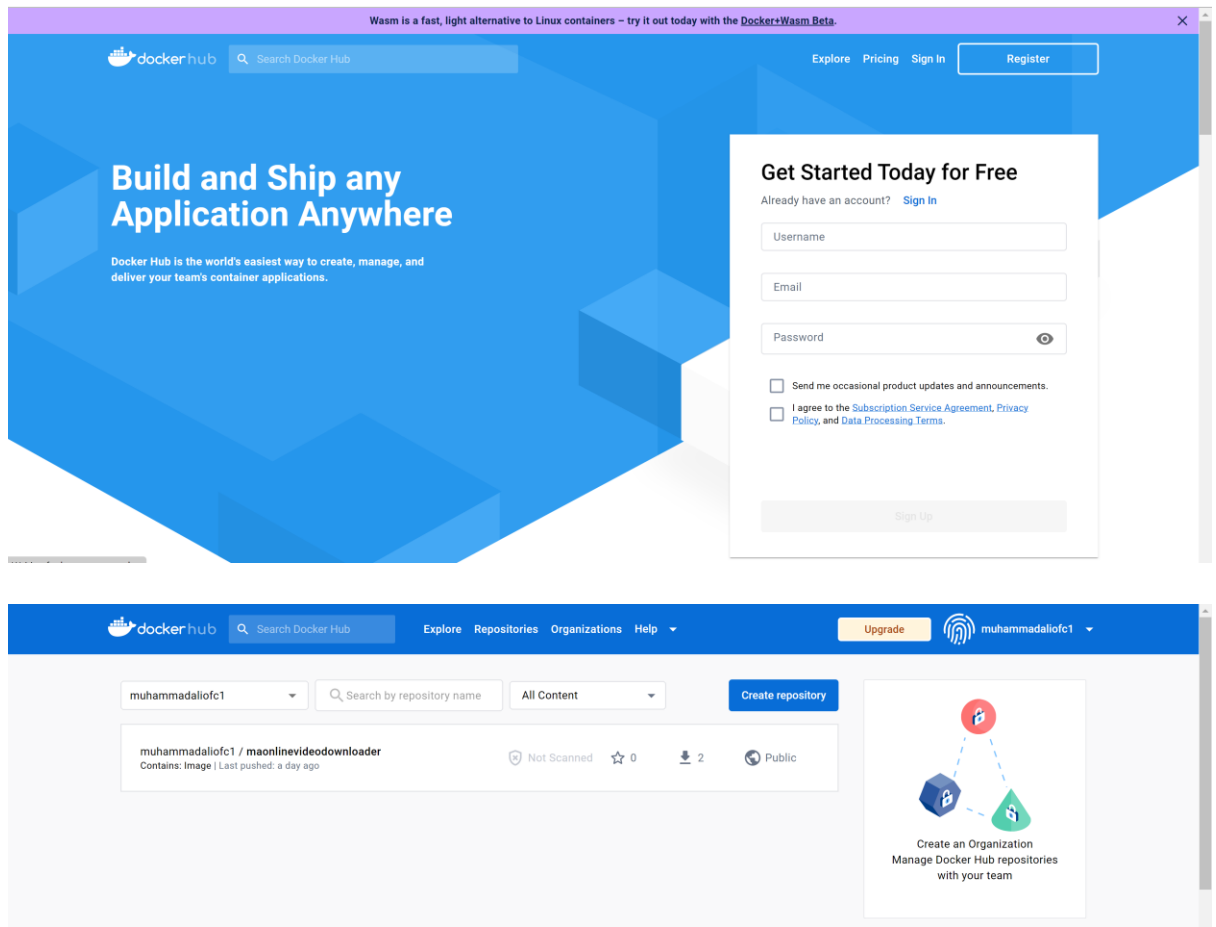 Wasm is a fast, light alternative to Linux containers – try it out today with the Docker+Wasm Beta.
dockerhub
Search Docker Hub
Explore
Pricing
Sign In
Register
Build and Ship any
Application Anywhere
Docker Hub is the world's easiest way to create, manage, and
deliver your team's container applications.
Get Started Today for Free
Already have an account? Sign In
Username
Email
Password
Send me occasional product updates and announcements.
I agree to the Subscription Service Agreement, Privacy
Policy, and Data Processing Terms.
Sign Up
dockerhub
Search Docker Hub
Explore
Repositories
Organizations
Help
Upgrade
muhammadaliofc1
muhammadaliofc1
Search by repository name
All Content
Create repository
muhammadaliofc1 / maonlinevideodownloader
Contains: Image | Last pushed: a day ago
Not Scanned
0
2
Public
Create an Organization
Manage Docker Hub repositories
with your team